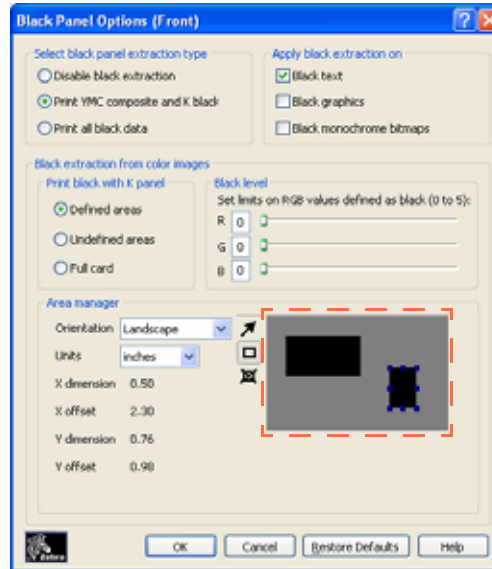 Black Panel Options (Front)
Select black panel extraction type
Disable black extraction
Print YMC composite and K black
Print all black data
Apply black extraction on
Black text
Black graphics
Black monochrome bitmaps
Black extraction from color images
Print black with K panel
Defined areas
Undefined areas
Full card
Black level
Set limits on RGB values defined as black (0 to 5):
R 0
G 0
B 0
Area manager
Orientation Landscape
Units inches
X dimension 0.50
X offset 2.30
Y dimension 0.76
Y offset 0.98
Zebra
OK Cancel Restore Defaults Help